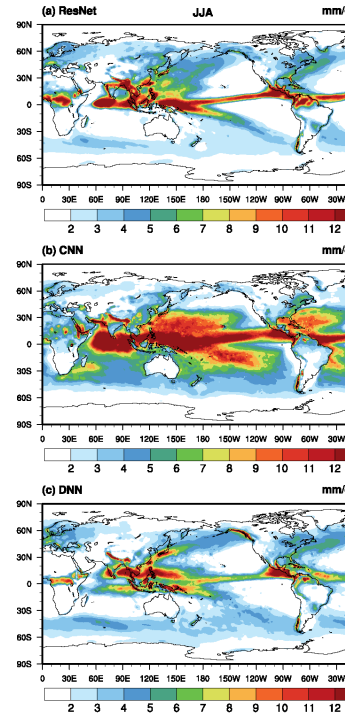 (a) ResNet JJA mm/
90N
60N
30N
0
30S
60S
90S
0 30E 60E 90E 120E 150E 180 150W 120W 90W 60W 30W
2 3 4 5 6 7 8 9 10 11 12
(b) CNN mm/
90N
60N
30N
0
30S
60S
90S
0 30E 60E 90E 120E 150E 180 150W 120W 90W 60W 30W
2 3 4 5 6 7 8 9 10 11 12
(c) DNN mm/
90N
60N
30N
0
30S
60S
90S
0 30E 60E 90E 120E 150E 180 150W 120W 90W 60W 30W
2 3 4 5 6 7 8 9 10 11 12